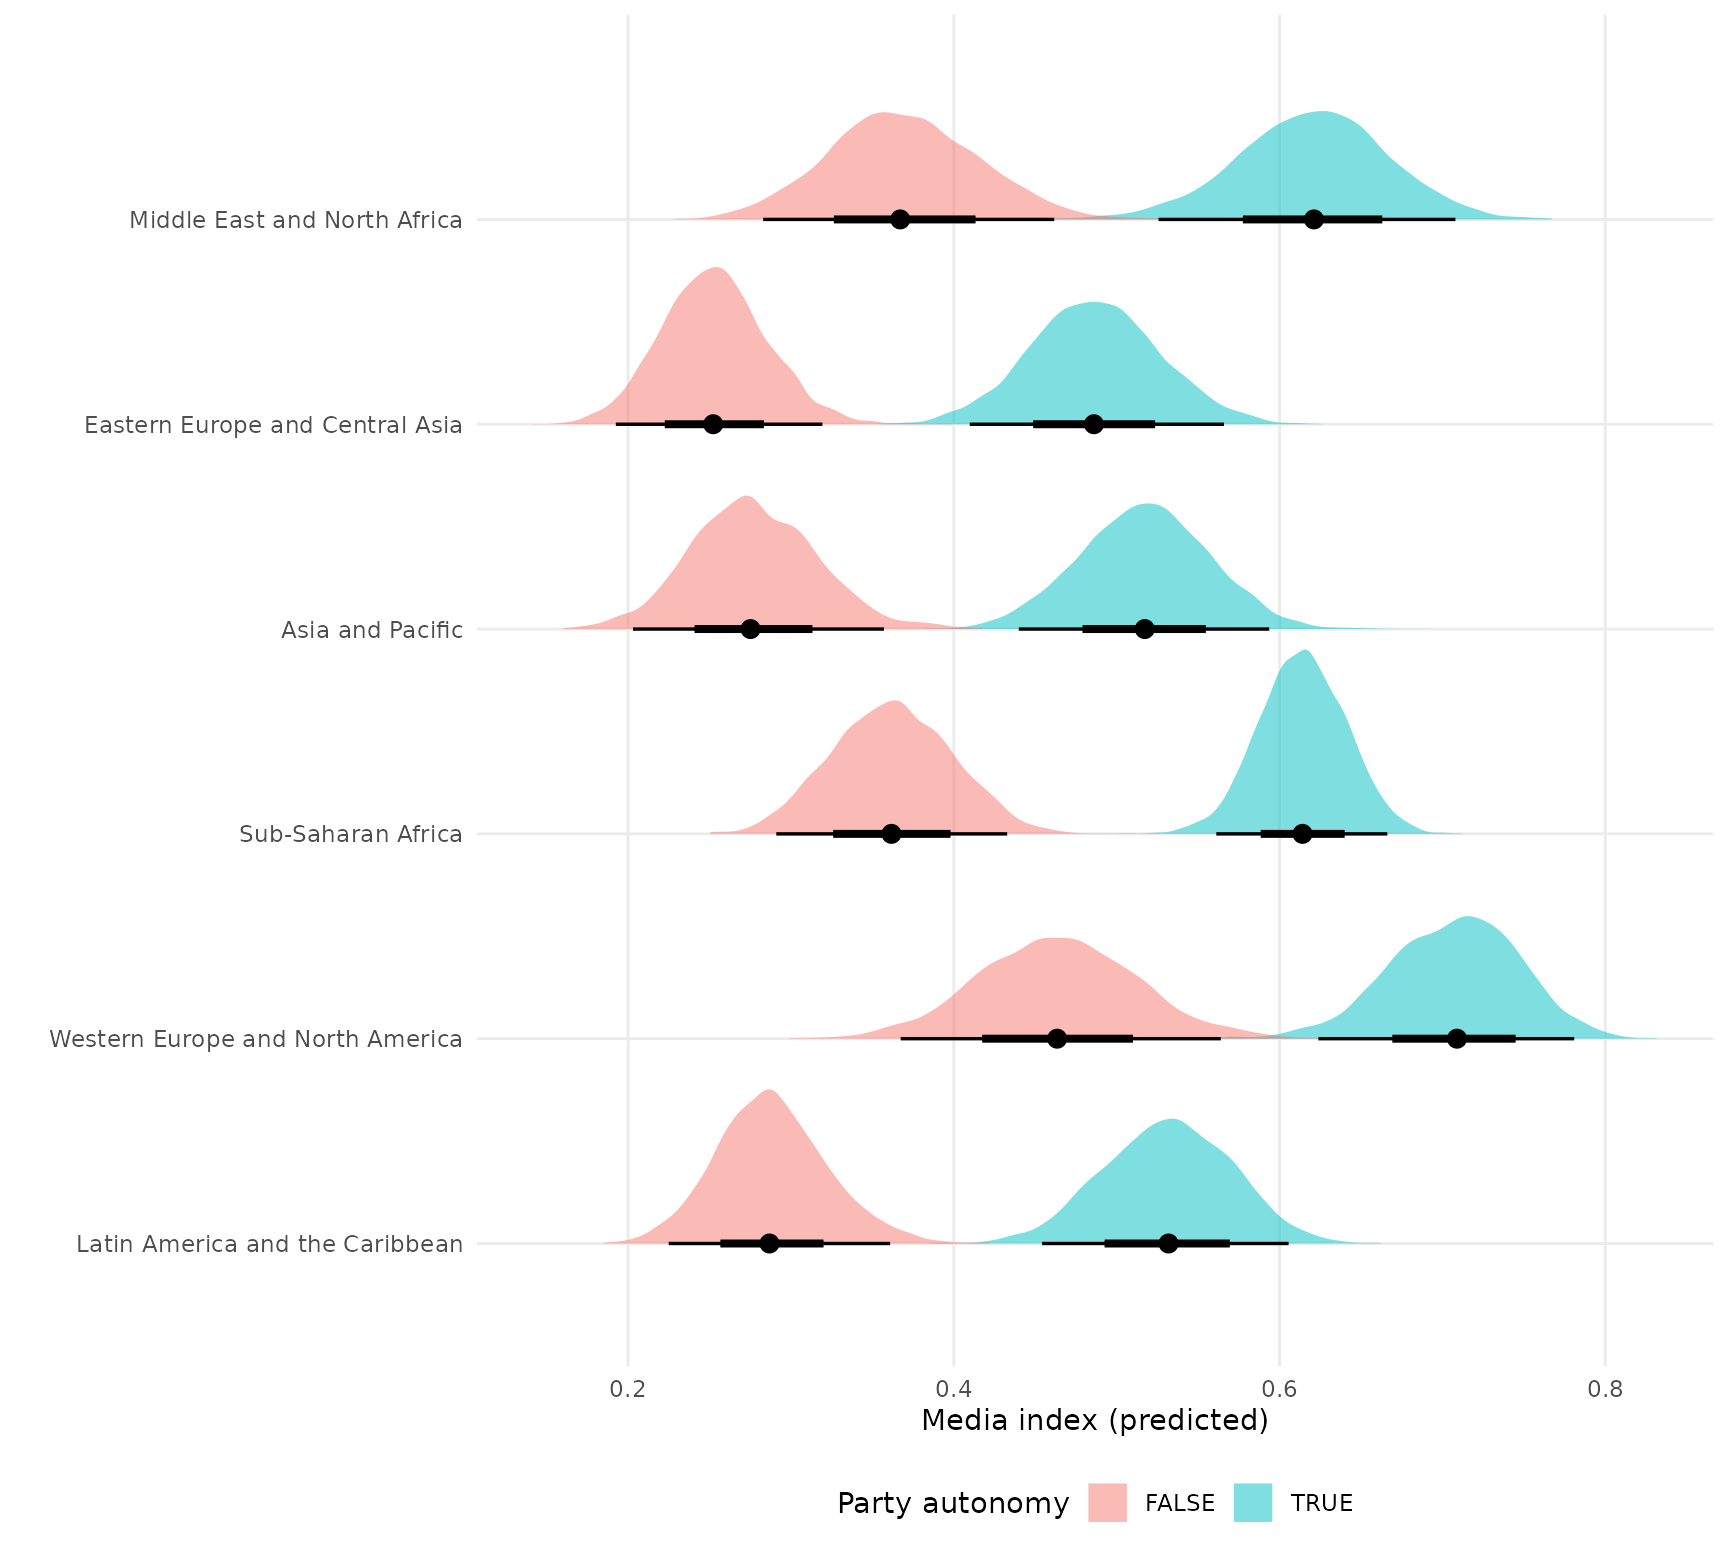 Middle East and North Africa
Eastern Europe and Central Asia
Asia and Pacific
Sub-Saharan Africa
Western Europe and North America
Latin America and the Caribbean
0.2 0.4 0.6 0.8
Media index (predicted)
Party autonomy FALSE TRUE